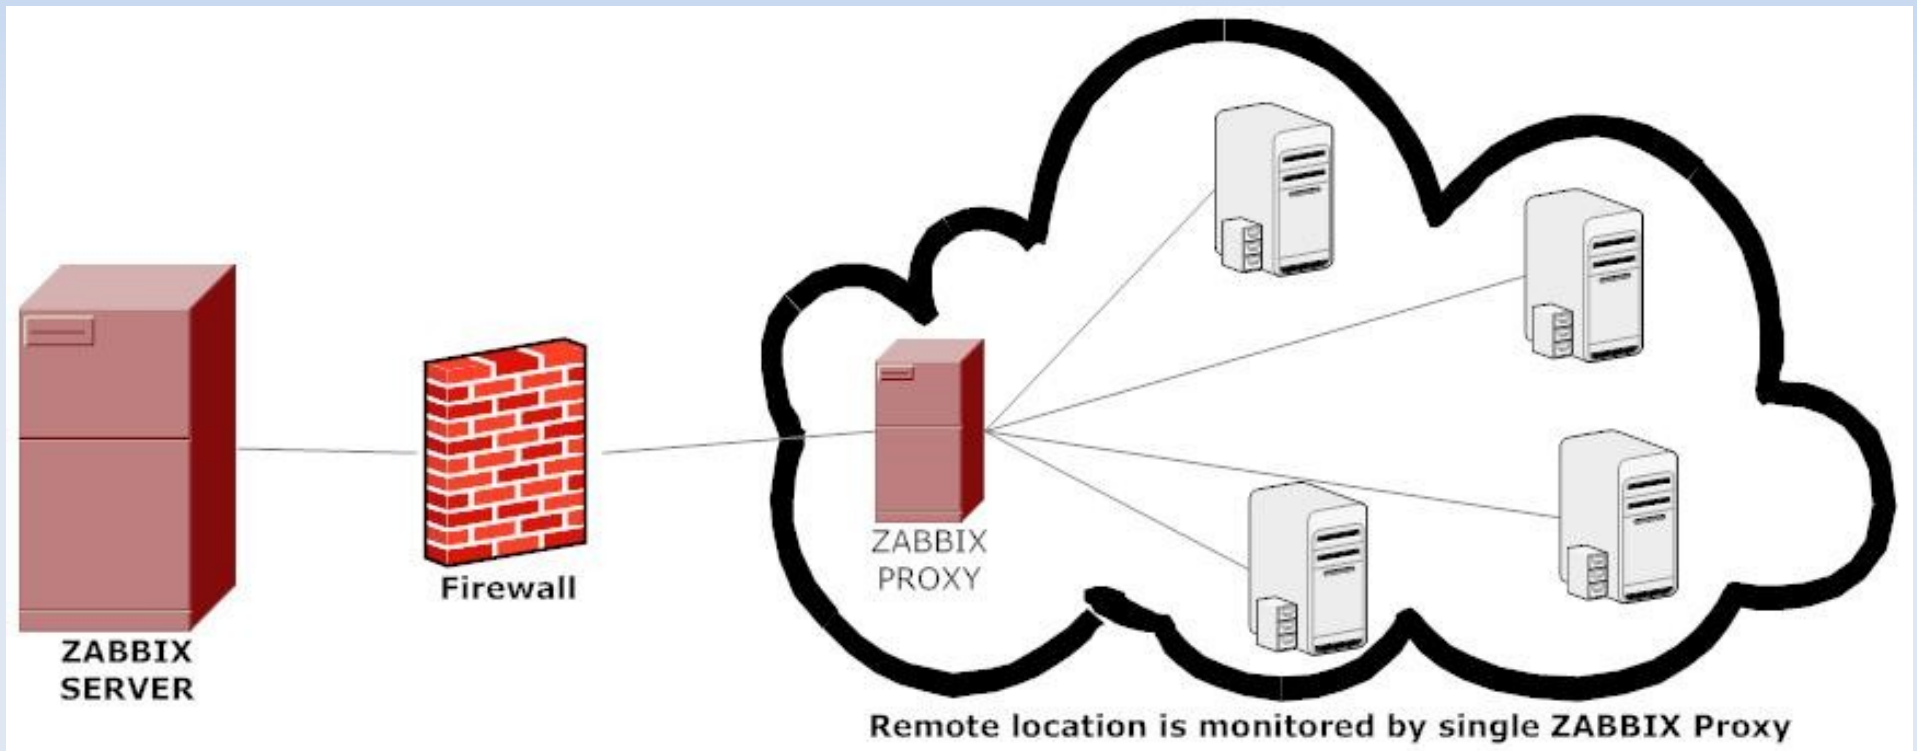 ZABBIX
SERVER
Firewall
ZABBIX
PROXY
Remote location is monitored by single ZABBIX Proxy